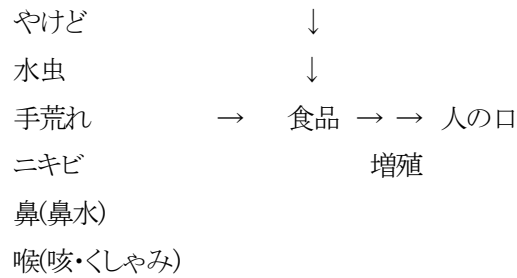 やけど ↓
水虫 ↓
手荒れ → 食品 → → 人の口
ニキビ 増殖
鼻(鼻水)
喉(咳・くしゃみ)